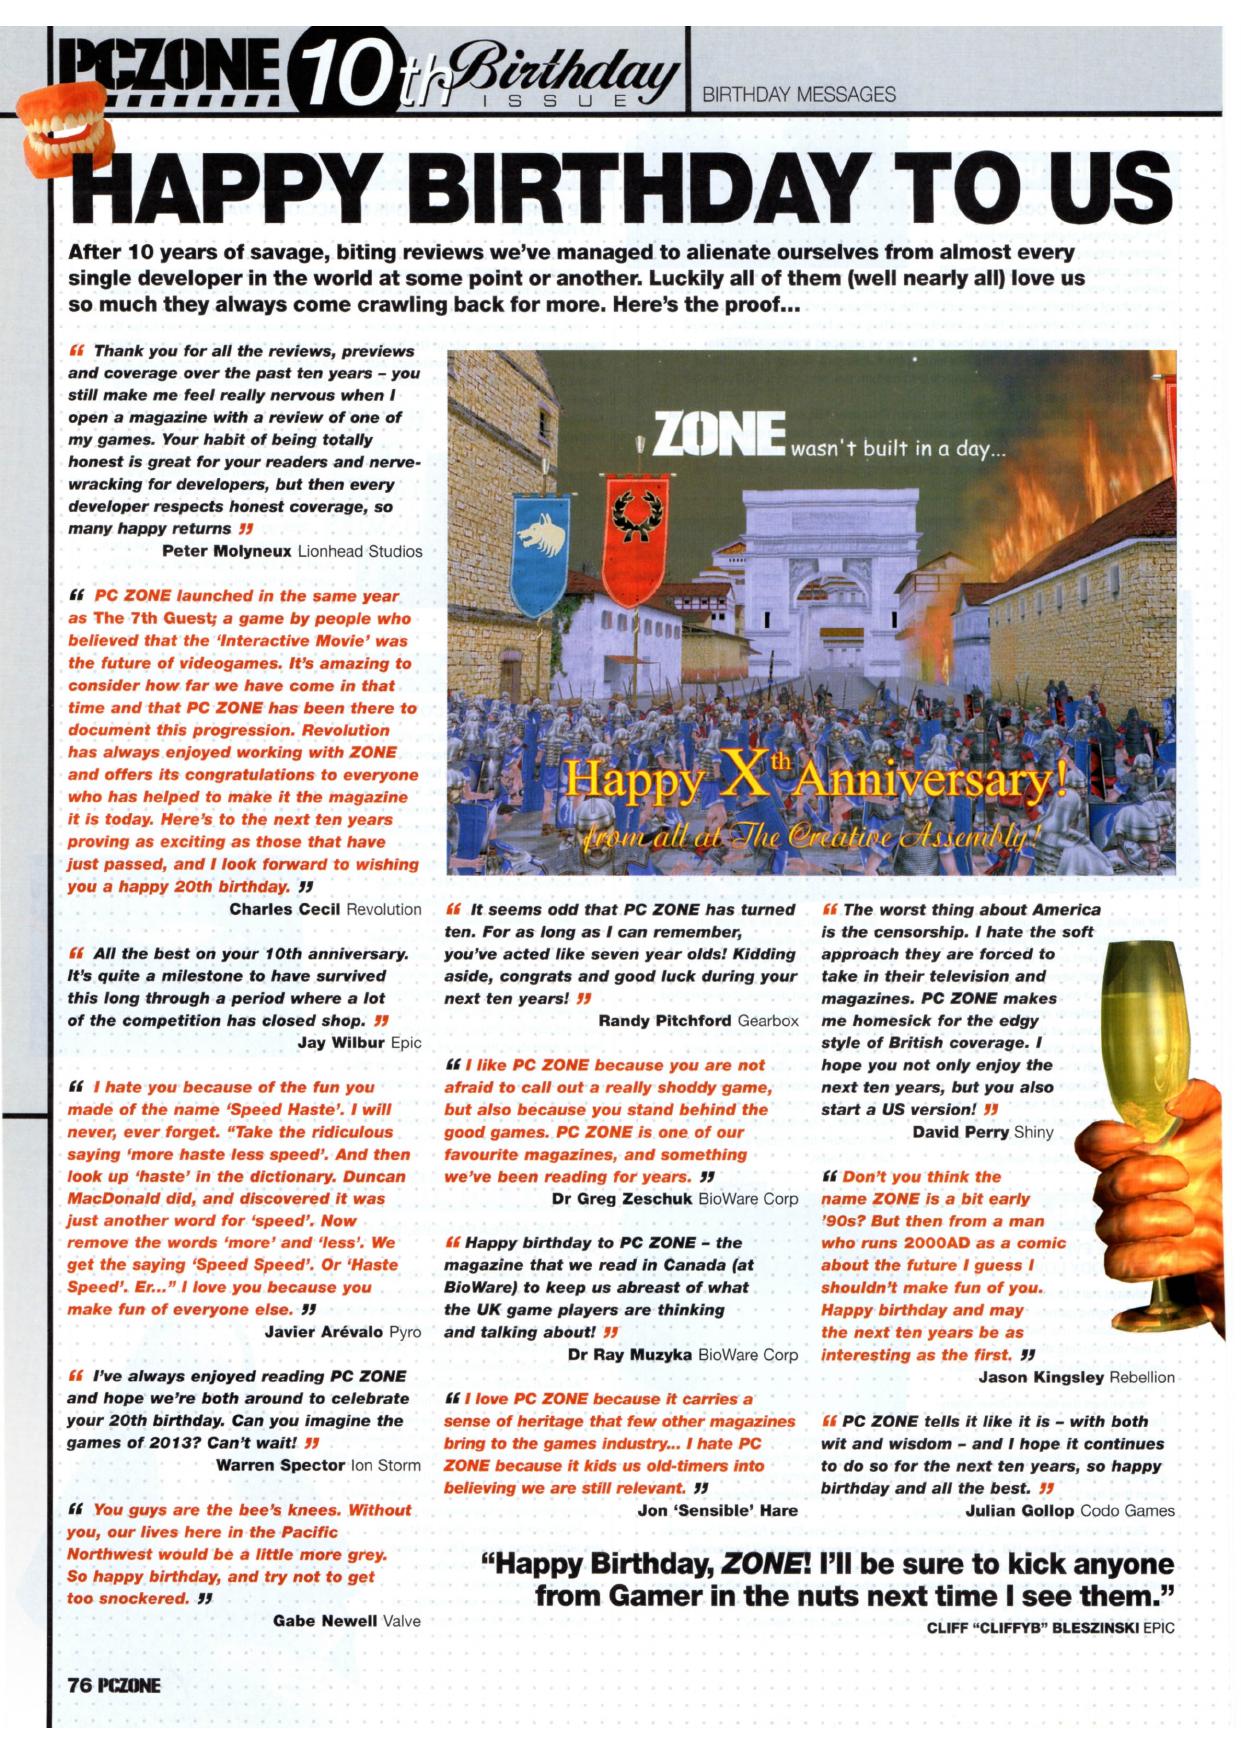 PCZONE 10th Birthday
ISSUE
BIRTHDAY MESSAGES
HAPPY BIRTHDAY TO US
After 10 years of savage, biting reviews we've managed to alienate ourselves from almost every
single developer in the world at some point or another. Luckily all of them (well nearly all) love us
so much they always come crawling back for more. Here's the proof...
“ Thank you for all the reviews, previews
and coverage over the past ten years – you
still make me feel really nervous when I
open a magazine with a review of one of
my games. Your habit of being totally
honest is great for your readers and nerve-
wracking for developers, but then every
developer respects honest coverage, so
many happy returns ”
Peter Molyneux Lionhead Studios
“ PC ZONE launched in the same year
as The 7th Guest; a game by people who
believed that the 'Interactive Movie' was
the future of videogames. It's amazing to
consider how far we have come in that
time and that PC ZONE has been there to
document this progression. Revolution
has always enjoyed working with ZONE
and offers its congratulations to everyone
who has helped to make it the magazine
it is today. Here's to the next ten years
proving as exciting as those that have
just passed, and I look forward to wishing
you a happy 20th birthday. ”
Charles Cecil Revolution
“ All the best on your 10th anniversary.
It's quite a milestone to have survived
this long through a period where a lot
of the competition has closed shop. ”
Jay Wilbur Epic
“ I hate you because of the fun you
made of the name 'Speed Haste'. I will
never, ever forget. “Take the ridiculous
saying 'more haste less speed'. And then
look up 'haste' in the dictionary. Duncan
MacDonald did, and discovered it was
just another word for 'speed'. Now
remove the words 'more' and 'less'. We
get the saying 'Speed Speed'. Or 'Haste
Speed'. Er...” I love you because you
make fun of everyone else. ”
Javier Arévalo Pyro
“ I've always enjoyed reading PC ZONE
and hope we're both around to celebrate
your 20th birthday. Can you imagine the
games of 2013? Can't wait! ”
Warren Spector Ion Storm
“ You guys are the bee's knees. Without
you, our lives here in the Pacific
Northwest would be a little more grey.
So happy birthday, and try not to get
too snockered. ”
Gabe Newell Valve
ZONE wasn't built in a day...
Happy Xth Anniversary!
from all at The Creative Assembly!
“ It seems odd that PC ZONE has turned
ten. For as long as I can remember,
you've acted like seven year olds! Kidding
aside, congrats and good luck during your
next ten years! ”
Randy Pitchford Gearbox
“ I like PC ZONE because you are not
afraid to call out a really shoddy game,
but also because you stand behind the
good games. PC ZONE is one of our
favourite magazines, and something
we've been reading for years. ”
Dr Greg Zeschuk BioWare Corp
“ Happy birthday to PC ZONE – the
magazine that we read in Canada (at
BioWare) to keep us abreast of what
the UK game players are thinking
and talking about! ”
Dr Ray Muzyka BioWare Corp
“ I love PC ZONE because it carries a
sense of heritage that few other magazines
bring to the games industry... I hate PC
ZONE because it kids us old-timers into
believing we are still relevant. ”
Jon 'Sensible' Hare
“ The worst thing about America
is the censorship. I hate the soft
approach they are forced to
take in their television and
magazines. PC ZONE makes
me homesick for the edgy
style of British coverage. I
hope you not only enjoy the
next ten years, but you also
start a US version! ”
David Perry Shiny
“ Don't you think the
name ZONE is a bit early
'90s? But then from a man
who runs 2000AD as a comic
about the future I guess I
shouldn't make fun of you.
Happy birthday and may
the next ten years be as
interesting as the first. ”
Jason Kingsley Rebellion
“ PC ZONE tells it like it is – with both
wit and wisdom – and I hope it continues
to do so for the next ten years, so happy
birthday and all the best. ”
Julian Gollop Codo Games
“Happy Birthday, ZONE! I'll be sure to kick anyone
from Gamer in the nuts next time I see them.”
CLIFF “CLIFFYB” BLESZINSKI EPIC
76 PCZONE